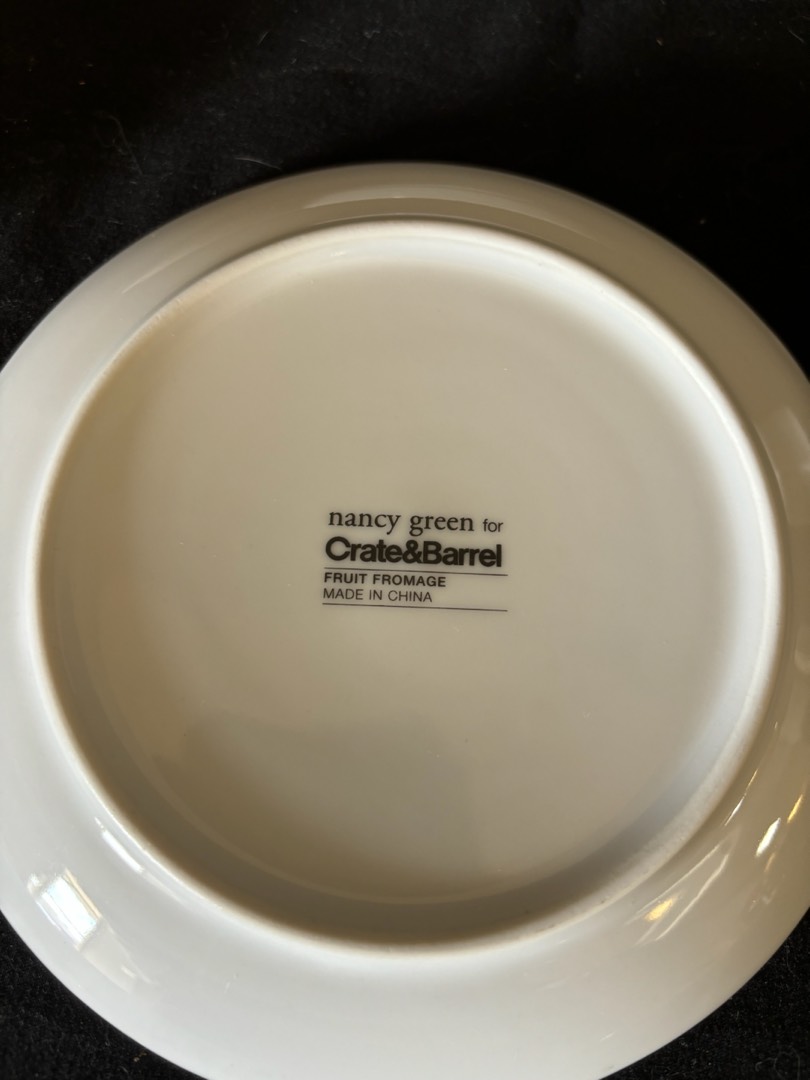 nancy green for
Crate&Barrel
FRUIT FROMAGE
MADE IN CHINA